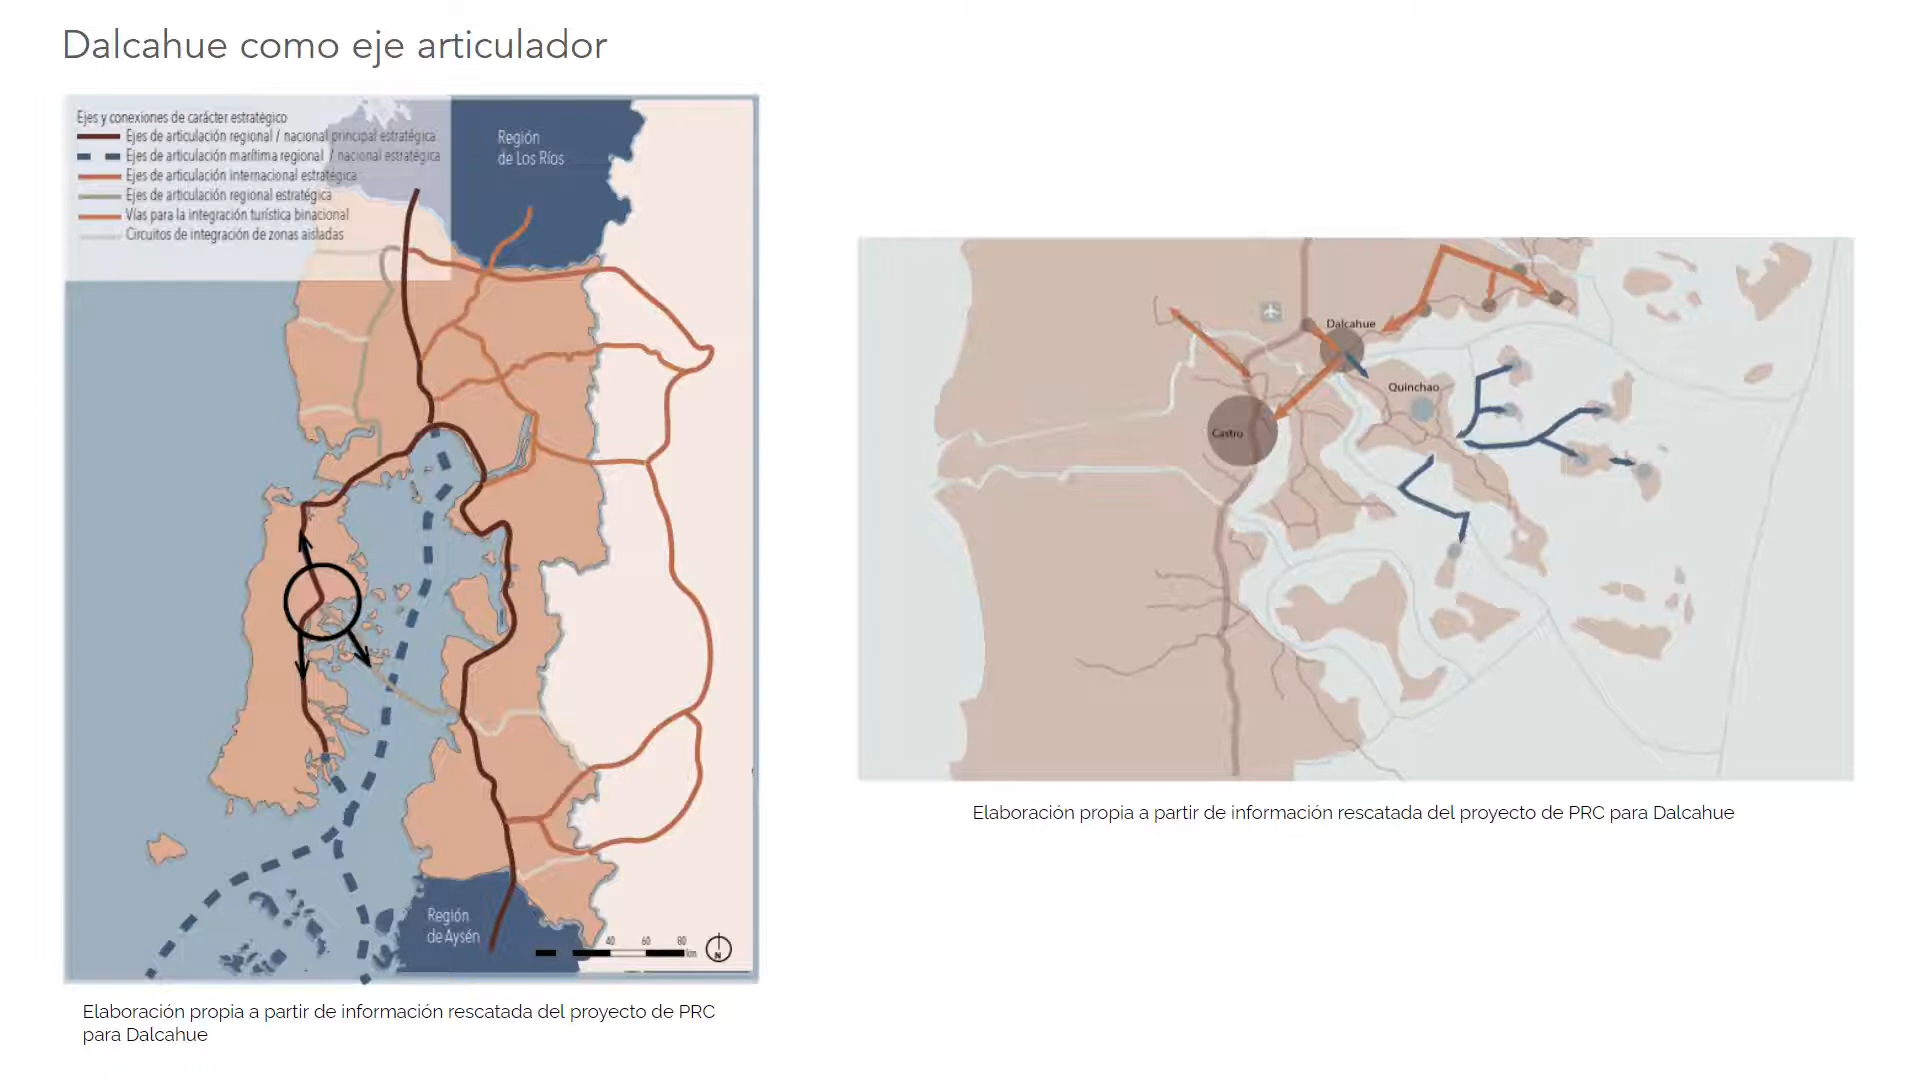 Dalcahue como eje articulador
Ejes y conexiones de carácter estratégico
Ejes de articulación regional / nacional principal estratégica
Ejes de articulación marítima regional / nacional estratégica
Ejes de articulación internacional estratégica
Ejes de articulación regional estratégica
Vías para la integración turística binacional
Circuitos de integración de zonas aisladas
Región
de Los Ríos
Región
de Aysén
40 60 80
km
N
Elaboración propia a partir de información rescatada del proyecto de PRC
para Dalcahue
Dalcahue
Quinchao
Castro
Elaboración propia a partir de información rescatada del proyecto de PRC para Dalcahue